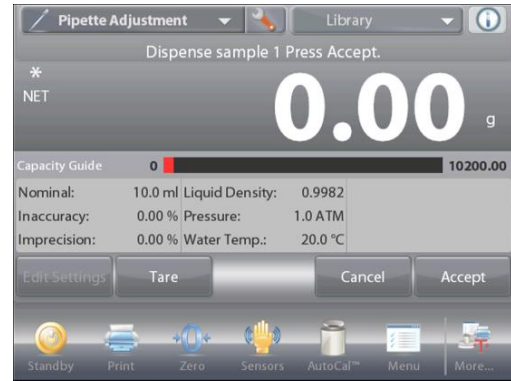 Pipette Adjustment Library
Dispense sample 1 Press Accept.
*
NET
0.00 g
Capacity Guide 0 10200.00
Nominal: 10.0 ml Liquid Density: 0.9982
Inaccuracy: 0.00 % Pressure: 1.0 ATM
Imprecision: 0.00 % Water Temp.: 20.0 °C
Edit Settings Tare Cancel Accept
Standby Print Zero Sensors AutoCal™ Menu More...